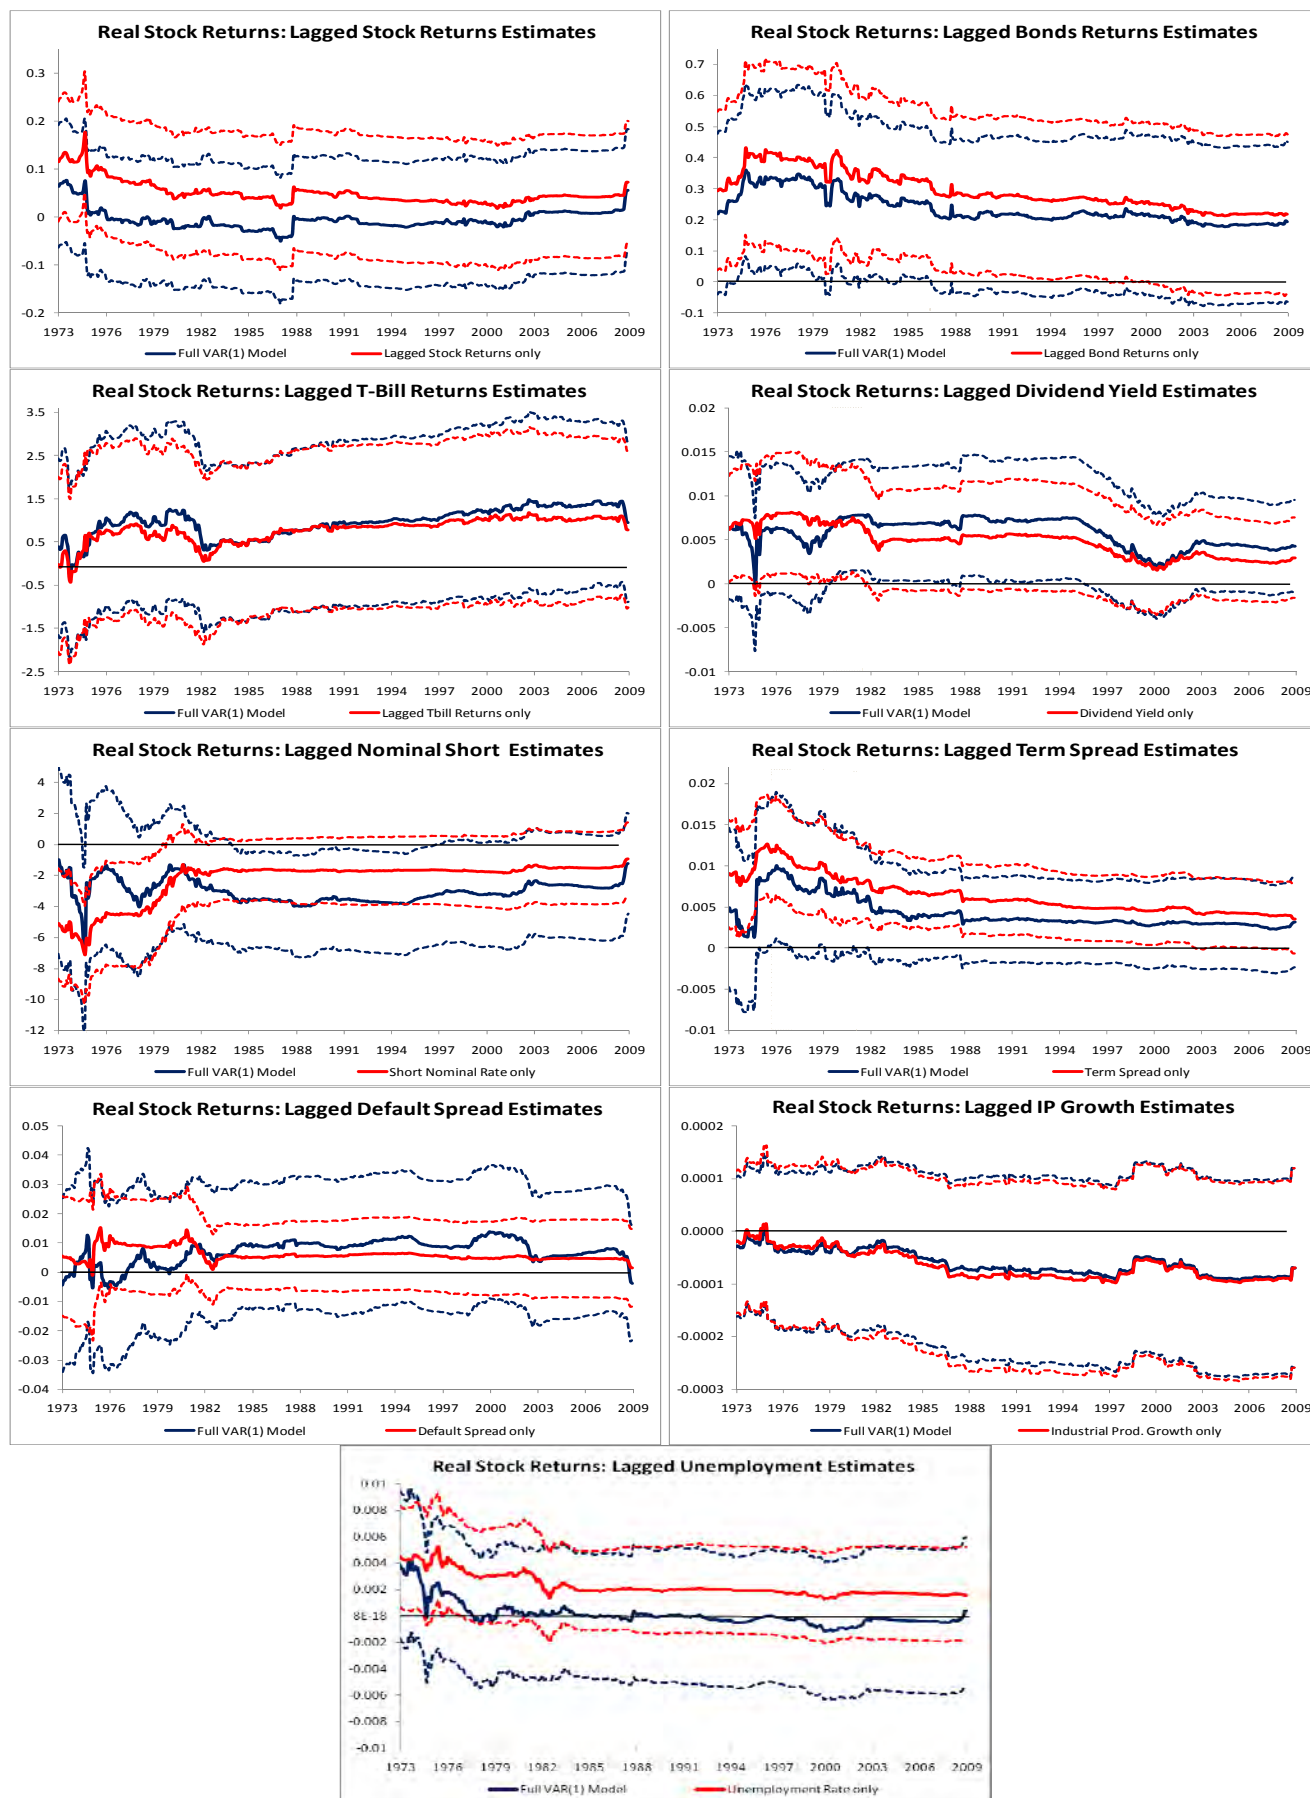 Real Stock Returns: Lagged Stock Returns Estimates
0.3
0.2
0.1
0
-0.1
-0.2
1973 1976 1979 1982 1985 1988 1991 1994 1997 2000 2003 2006 2009
Full VAR(1) Model Lagged Stock Returns only
Real Stock Returns: Lagged Bonds Returns Estimates
0.7
0.6
0.5
0.4
0.3
0.2
0.1
0
-0.1
1973 1976 1979 1982 1985 1988 1991 1994 1997 2000 2003 2006 2009
Full VAR(1) Model Lagged Bond Returns only
Real Stock Returns: Lagged T-Bill Returns Estimates
3.5
2.5
1.5
0.5
-0.5
-1.5
-2.5
1973 1976 1979 1982 1985 1988 1991 1994 1997 2000 2003 2006 2009
Full VAR(1) Model Lagged Tbill Returns only
Real Stock Returns: Lagged Dividend Yield Estimates
0.02
0.015
0.01
0.005
0
-0.005
-0.01
1973 1976 1979 1982 1985 1988 1991 1994 1997 2000 2003 2006 2009
Full VAR(1) Model Dividend Yield only
Real Stock Returns: Lagged Nominal Short Estimates
4
2
0
-2
-4
-6
-8
-10
-12
1973 1976 1979 1982 1985 1988 1991 1994 1997 2000 2003 2006 2009
Full VAR(1) Model Short Nominal Rate only
Real Stock Returns: Lagged Term Spread Estimates
0.02
0.015
0.01
0.005
0
-0.005
-0.01
1973 1976 1979 1982 1985 1988 1991 1994 1997 2000 2003 2006 2009
Full VAR(1) Model Term Spread only
Real Stock Returns: Lagged Default Spread Estimates
0.05
0.04
0.03
0.02
0.01
0
-0.01
-0.02
-0.03
-0.04
1973 1976 1979 1982 1985 1988 1991 1994 1997 2000 2003 2006 2009
Full VAR(1) Model Default Spread only
Real Stock Returns: Lagged IP Growth Estimates
0.0002
0.0001
0.0000
-0.0001
-0.0002
-0.0003
1973 1976 1979 1982 1985 1988 1991 1994 1997 2000 2003 2006 2009
Full VAR(1) Model Industrial Prod. Growth only
Real Stock Returns: Lagged Unemployment Estimates
0.01
0.008
0.006
0.004
0.002
8E-18
-0.002
-0.004
-0.006
-0.008
-0.01
1973 1976 1979 1982 1985 1988 1991 1994 1997 2000 2003 2006 2009
Full VAR(1) Model Unemployment Rate only